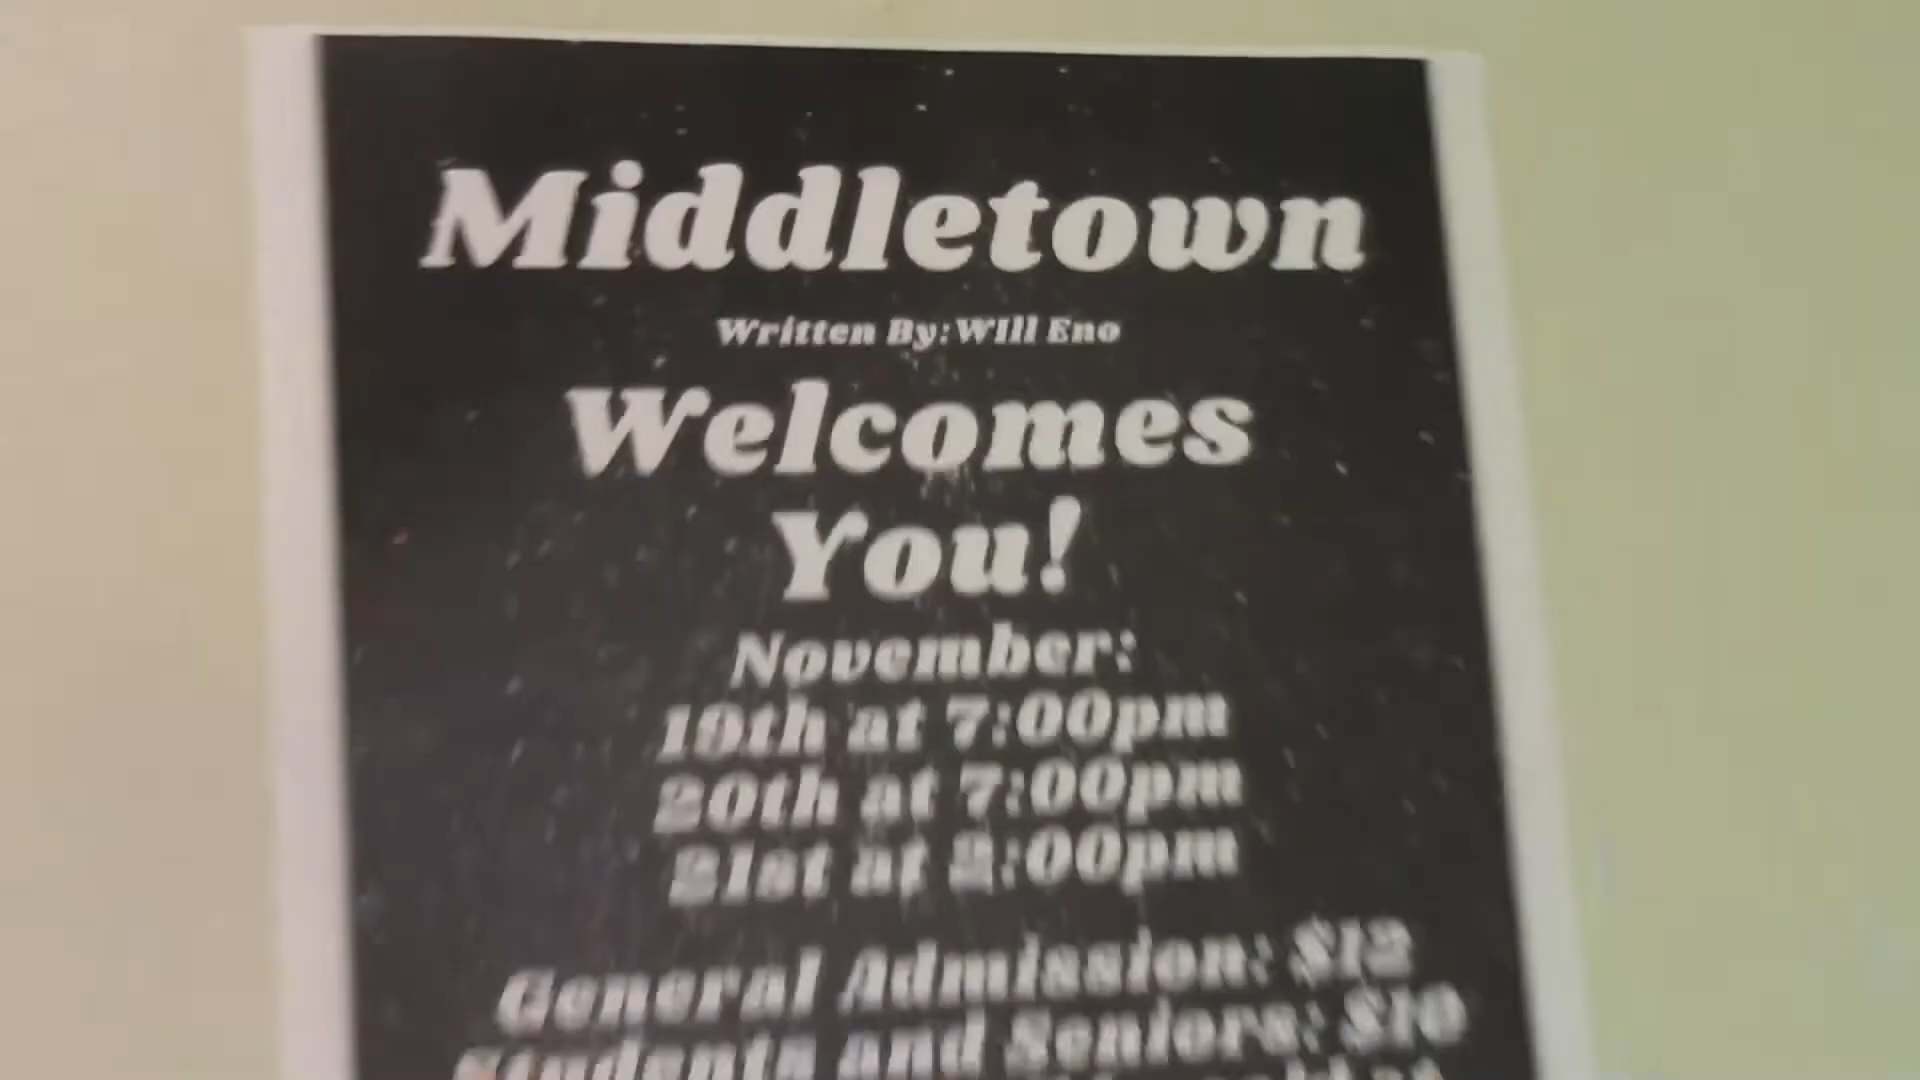 Middletown
Written By: WIll Eno
Welcomes
You!
November:
19th at 7:00pm
20th at 7:00pm
21st at 2:00pm
General Admission: $12
Students and Seniors: $10